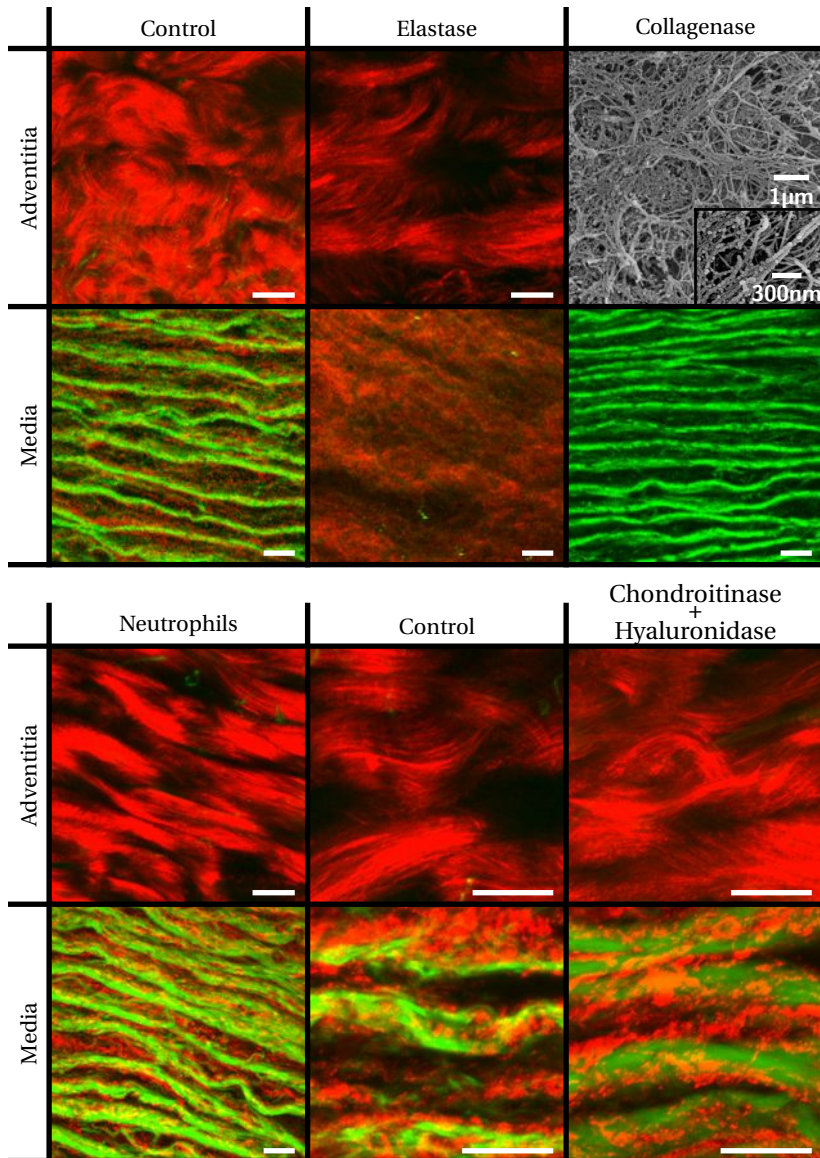 Control
Elastase
Collagenase
Adventitia
1μm
300nm
Media
Chondroitinase
+
Hyaluronidase
Neutrophils
Control
Adventitia
Media